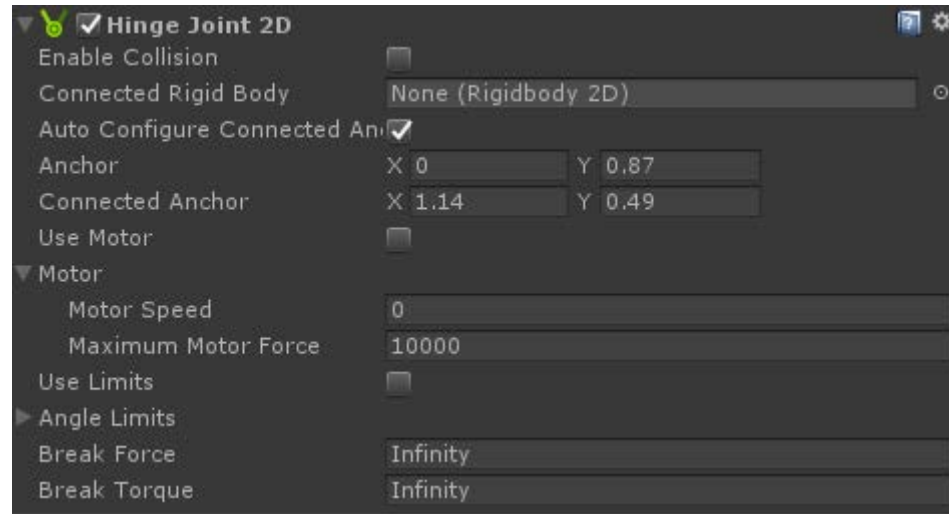 Hinge Joint 2D
Enable Collision
Connected Rigid Body None (Rigidbody 2D)
Auto Configure Connected An
Anchor X 0 Y 0.87
Connected Anchor X 1.14 Y 0.49
Use Motor
Motor
Motor Speed 0
Maximum Motor Force 10000
Use Limits
Angle Limits
Break Force Infinity
Break Torque Infinity